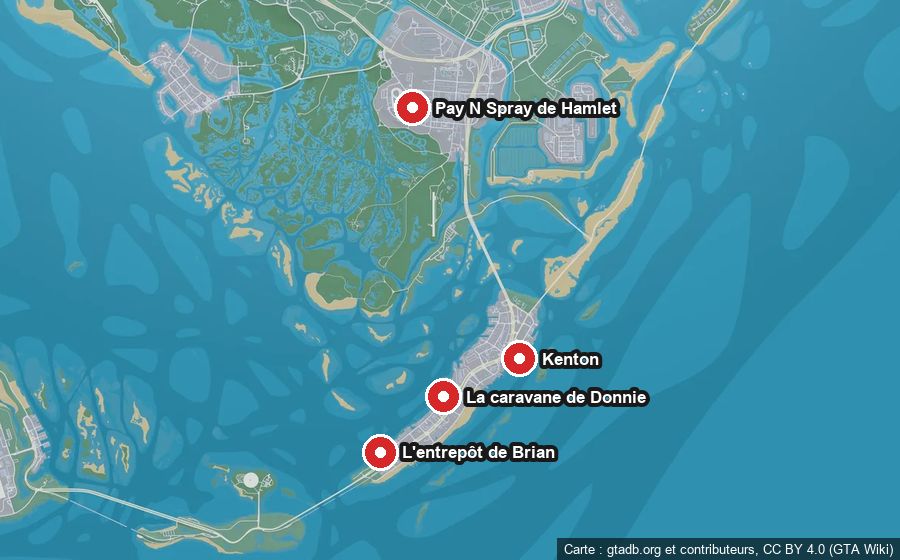 Pay N Spray de Hamlet
Kenton
La caravane de Donnie
L'entrepôt de Brian
Carte : gtadb.org et contributeurs, CC BY 4.0 (GTA Wiki)